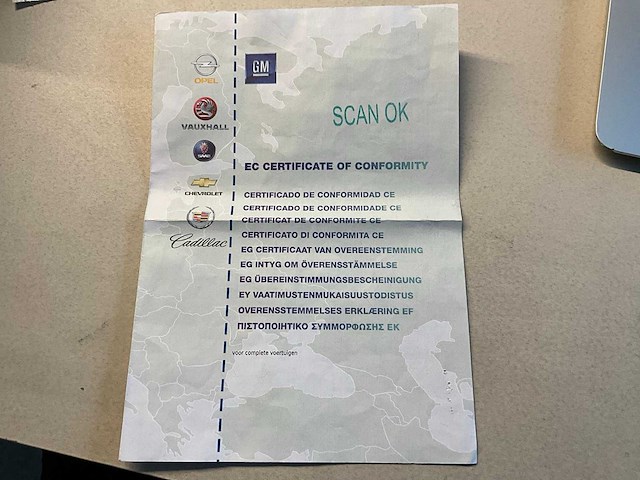 OPEL
GM
VAUXHALL
SCAN OK
SAAB
EC CERTIFICATE OF CONFORMITY
CHEVROLET
CERTIFICADO DE CONFORMIDAD CE
CERTIFICADO DE CONFORMIDADE CE
CERTIFICAT DE CONFORMITE CE
CERTIFICATO DI CONFORMITA CE
Cadillac
EG CERTIFICAAT VAN OVEREENSTEMMING
EG INTYG OM ÖVERENSSTÄMMELSE
EG ÜBEREINSTIMMUNGSBESCHEINIGUNG
EY VAATIMUSTENMUKAISUUSTODISTUS
OVERENSSTEMMELSES ERKLÆRING EF
ΠΙΣΤΟΠΟΙΗΤΙΚΟ ΣΥΜΜΟΡΦΩΣΗΣ ΕΚ
voor complete voertuigen